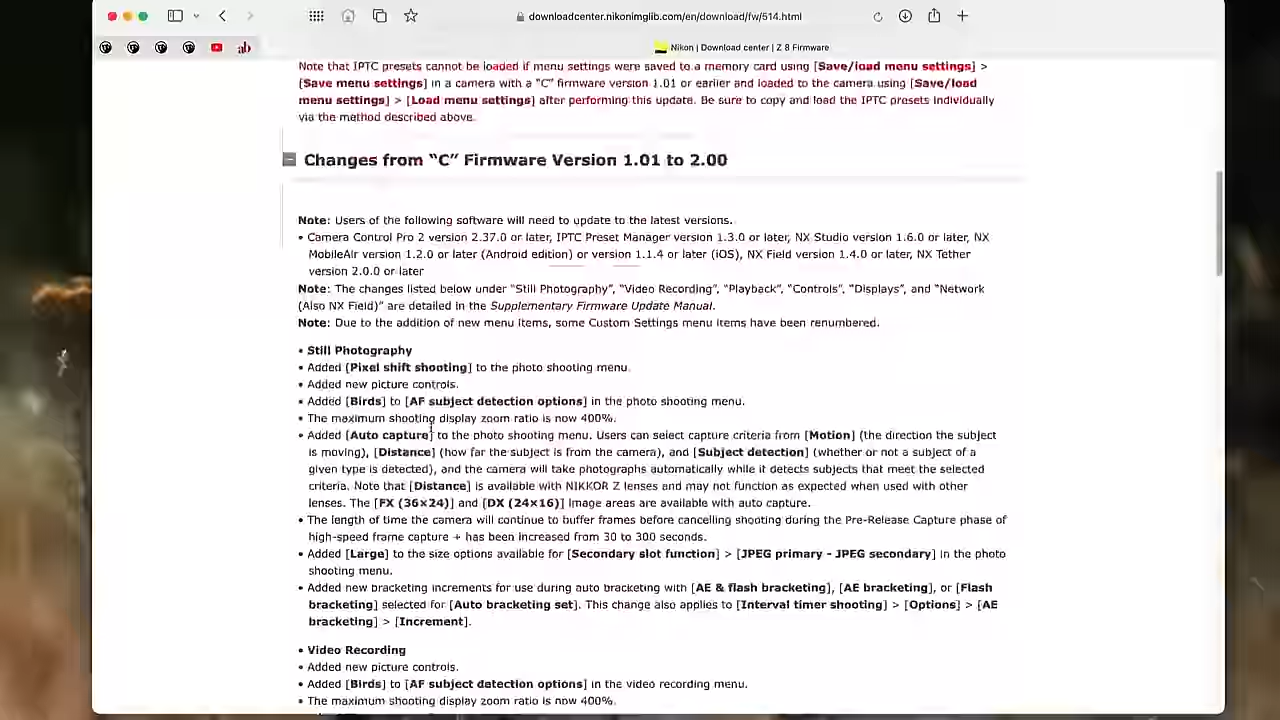 downloadcenter.nikonimglib.com/en/download/fw/514.html
Nikon | Download center | Z 8 Firmware
Note that IPTC presets cannot be loaded if menu settings were saved to a memory card using [Save/load menu settings] >
[Save menu settings] in a camera with a "C" firmware version 1.01 or earlier and loaded to the camera using [Save/load
menu settings] > [Load menu settings] after performing this update. Be sure to copy and load the IPTC presets individually
via the method described above.
Changes from “C” Firmware Version 1.01 to 2.00
Note: Users of the following software will need to update to the latest versions.
• Camera Control Pro 2 version 2.37.0 or later, IPTC Preset Manager version 1.3.0 or later, NX Studio version 1.6.0 or later, NX
MobileAir version 1.2.0 or later (Android edition) or version 1.1.4 or later (iOS), NX Field version 1.4.0 or later, NX Tether
version 2.0.0 or later
Note: The changes listed below under “Still Photography”, “Video Recording”, “Playback”, “Controls”, “Displays”, and “Network
(Also NX Field)” are detailed in the Supplementary Firmware Update Manual.
Note: Due to the addition of new menu items, some Custom Settings menu items have been renumbered.
• Still Photography
• Added [Pixel shift shooting] to the photo shooting menu.
• Added new picture controls.
• Added [Birds] to [AF subject detection options] in the photo shooting menu.
• The maximum shooting display zoom ratio is now 400%.
• Added [Auto capture] to the photo shooting menu. Users can select capture criteria from [Motion] (the direction the subject
is moving), [Distance] (how far the subject is from the camera), and [Subject detection] (whether or not a subject of a
given type is detected), and the camera will take photographs automatically while it detects subjects that meet the selected
criteria. Note that [Distance] is available with NIKKOR Z lenses and may not function as expected when used with other
lenses. The [FX (36×24)] and [DX (24×16)] image areas are available with auto capture.
• The length of time the camera will continue to buffer frames before cancelling shooting during the Pre-Release Capture phase of
high-speed frame capture + has been increased from 30 to 300 seconds.
• Added [Large] to the size options available for [Secondary slot function] > [JPEG primary - JPEG secondary] in the photo
shooting menu.
• Added new bracketing increments for use during auto bracketing with [AE & flash bracketing], [AE bracketing], or [Flash
bracketing] selected for [Auto bracketing set]. This change also applies to [Interval timer shooting] > [Options] > [AE
bracketing] > [Increment].
• Video Recording
• Added new picture controls.
• Added [Birds] to [AF subject detection options] in the video recording menu.
• The maximum shooting display zoom ratio is now 400%.